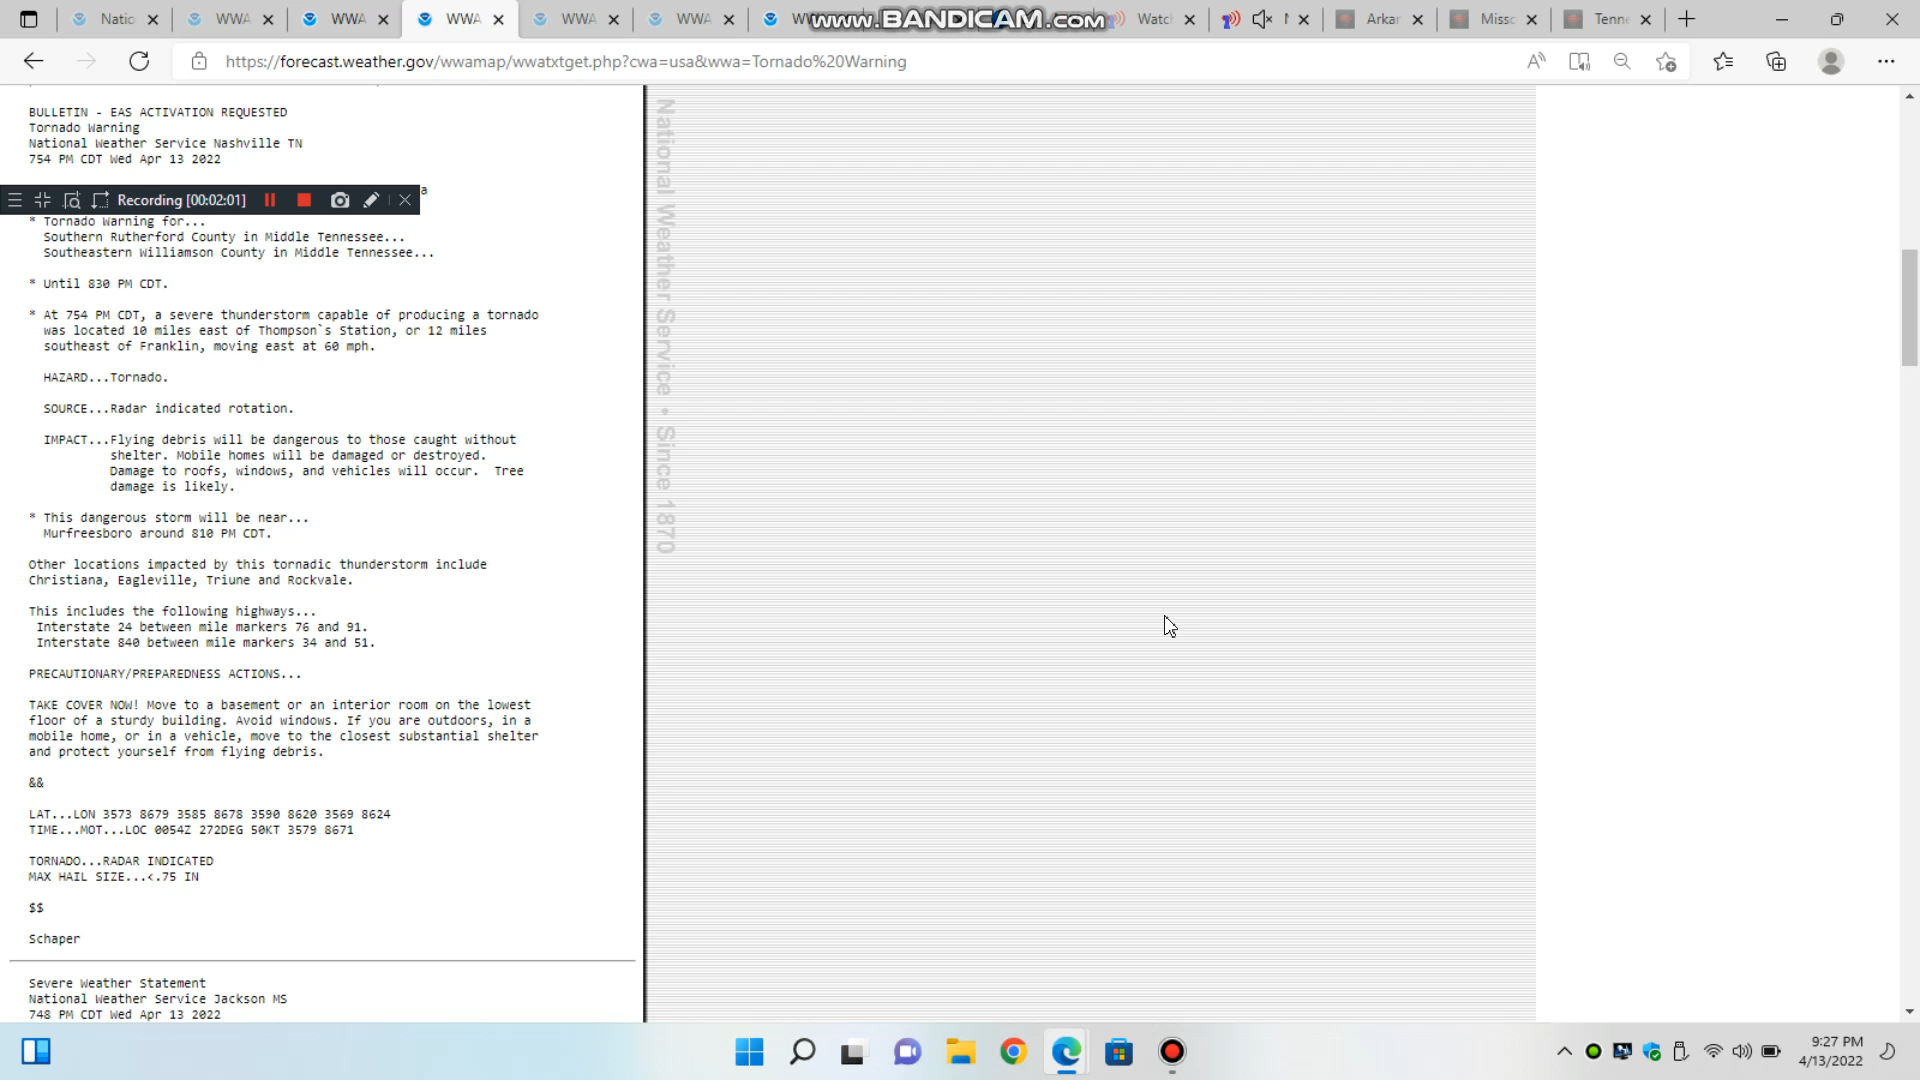 Natio
WWA
WWA
WWA
WWA
WWA
WW
www.BANDICAM.com
Watch
Arkar
Missc
Tenne
https://forecast.weather.gov/wwamap/wwatxtget.php?cwa=usa&wwa=Tornado%20Warning
BULLETIN - EAS ACTIVATION REQUESTED
Tornado Warning
National Weather Service Nashville TN
754 PM CDT Wed Apr 13 2022
a
Recording [00:02:01]
* Tornado Warning for...
Southern Rutherford County in Middle Tennessee...
Southeastern Williamson County in Middle Tennessee...
* Until 830 PM CDT.
* At 754 PM CDT, a severe thunderstorm capable of producing a tornado
was located 10 miles east of Thompson`s Station, or 12 miles
southeast of Franklin, moving east at 60 mph.
HAZARD...Tornado.
SOURCE...Radar indicated rotation.
IMPACT...Flying debris will be dangerous to those caught without
shelter. Mobile homes will be damaged or destroyed.
Damage to roofs, windows, and vehicles will occur.  Tree
damage is likely.
* This dangerous storm will be near...
Murfreesboro around 810 PM CDT.
Other locations impacted by this tornadic thunderstorm include
Christiana, Eagleville, Triune and Rockvale.
This includes the following highways...
Interstate 24 between mile markers 76 and 91.
Interstate 840 between mile markers 34 and 51.
PRECAUTIONARY/PREPAREDNESS ACTIONS...
TAKE COVER NOW! Move to a basement or an interior room on the lowest
floor of a sturdy building. Avoid windows. If you are outdoors, in a
mobile home, or in a vehicle, move to the closest substantial shelter
and protect yourself from flying debris.
&&
LAT...LON 3573 8679 3585 8678 3590 8620 3569 8624
TIME...MOT...LOC 0054Z 272DEG 50KT 3579 8671
TORNADO...RADAR INDICATED
MAX HAIL SIZE...<.75 IN
$$
Schaper
Severe Weather Statement
National Weather Service Jackson MS
748 PM CDT Wed Apr 13 2022
National Weather Service • Since 1870
9:27 PM
4/13/2022